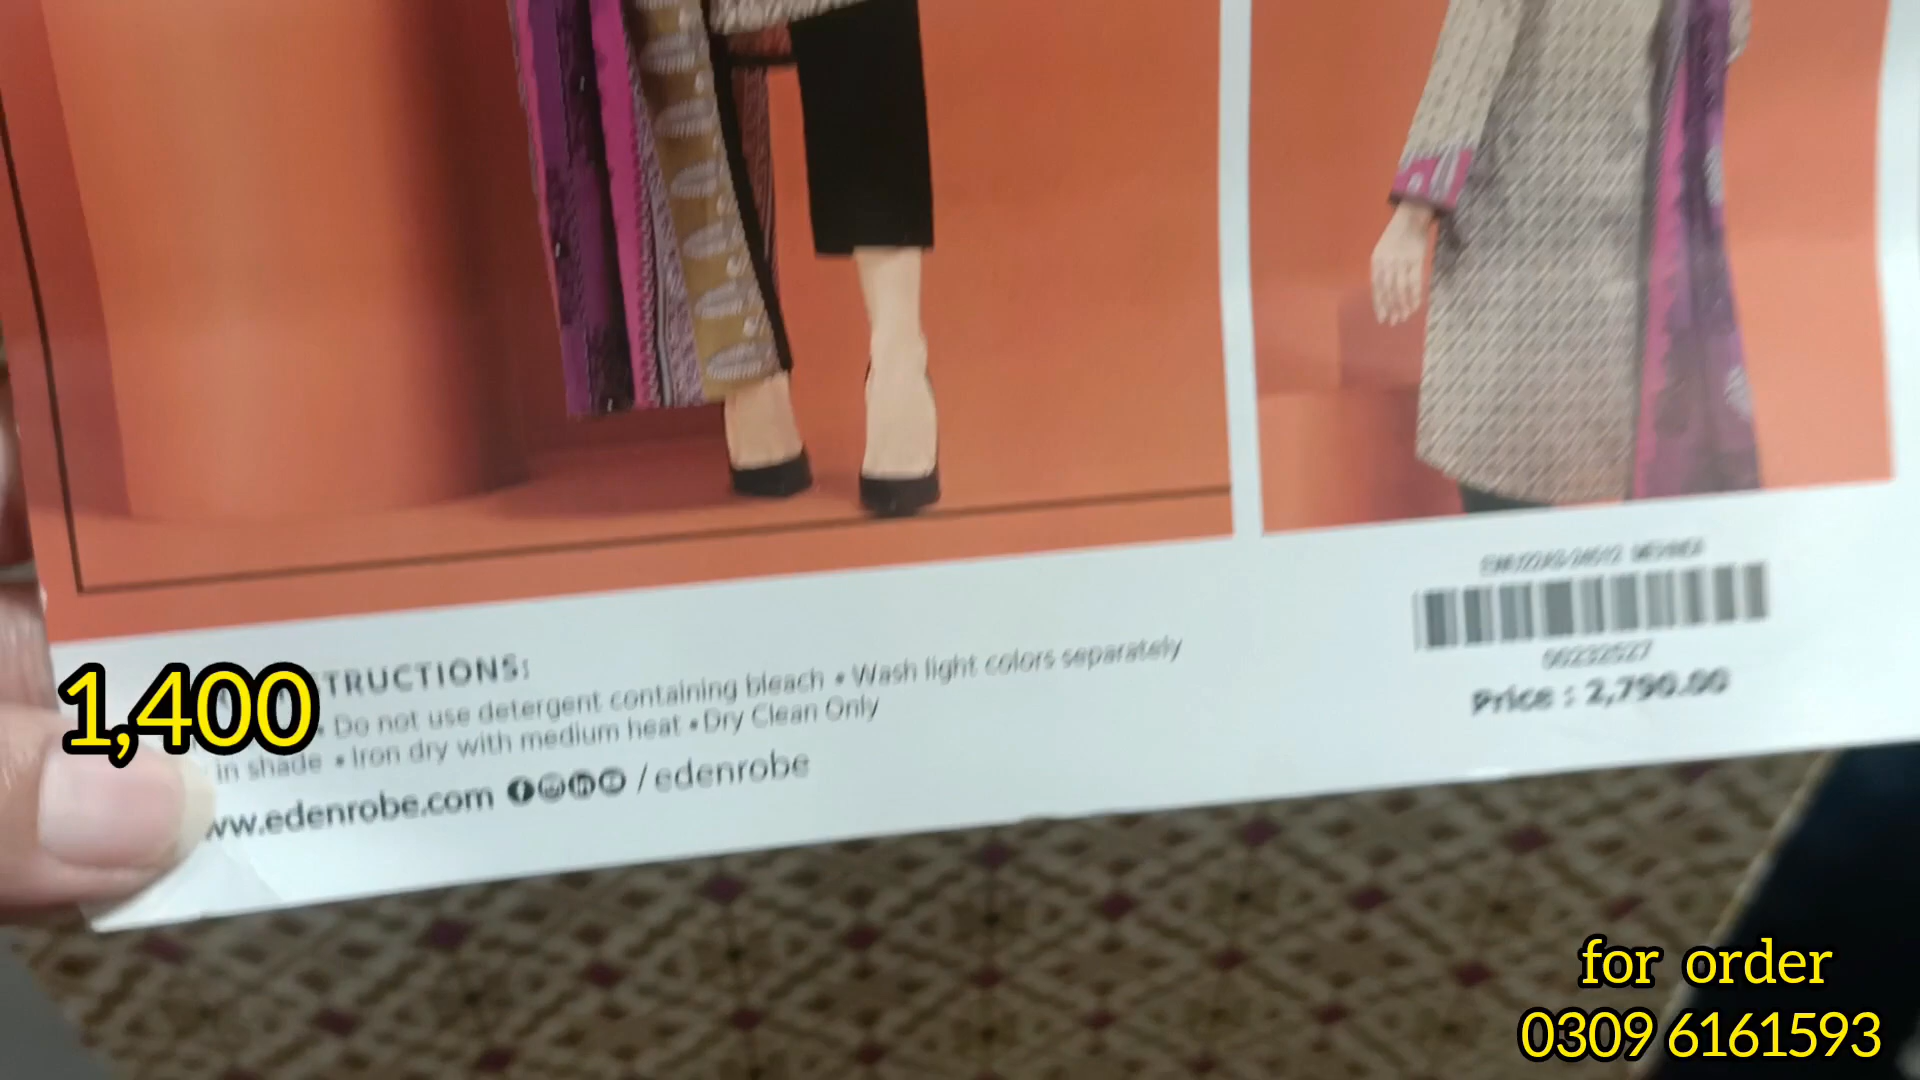 TRUCTIONS:
• Do not use detergent containing bleach • Wash light colors separately
in shade • Iron dry with medium heat • Dry Clean Only
ww.edenrobe.com /edenrobe
Price : 2,790.00
1,400
for order
0309 6161593